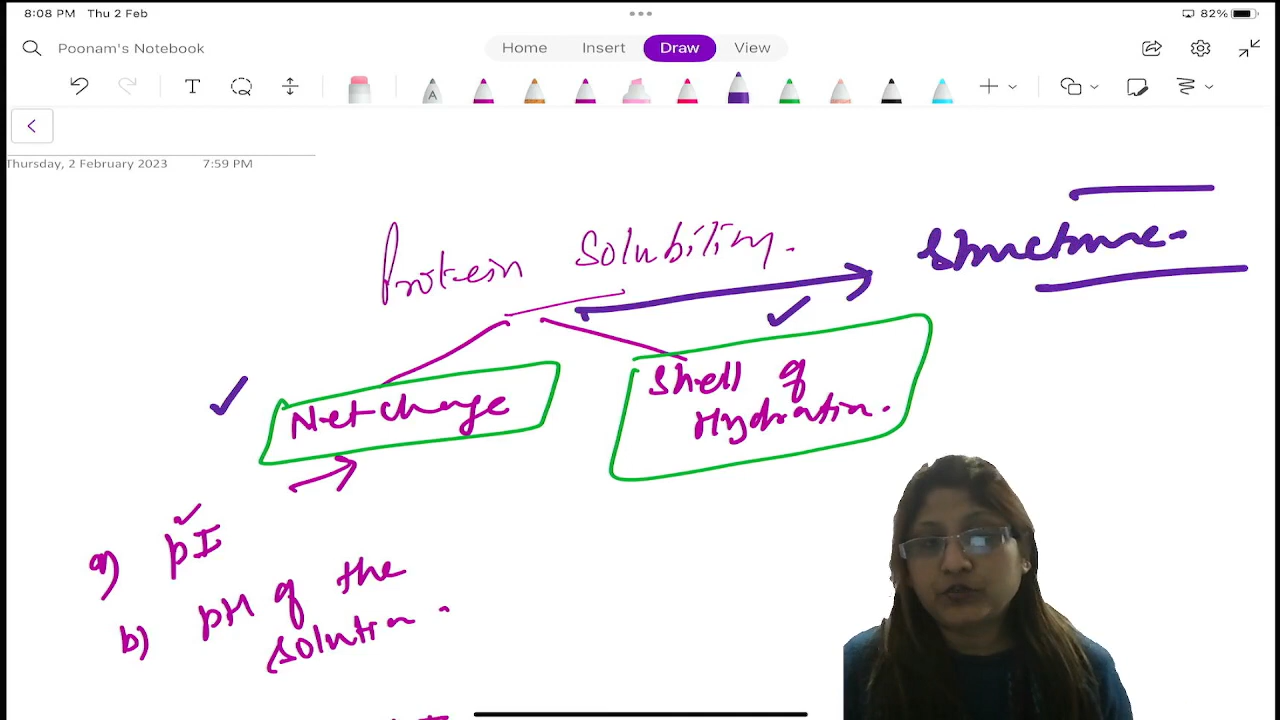 8:08 PM Thu 2 Feb
82%
Poonam's Notebook
Home Insert Draw View
T
A
Thursday, 2 February 2023 7:59 PM
Protein Solubility.
Structure.
Net charge
Shell of
Hydration.
a) pI
b) pH of the
solution.